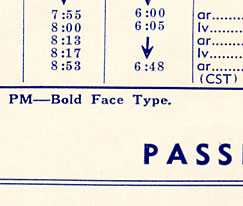 7:55 6:00 ar........
8:00 6:05 lv........
8:13 ar........
8:17 lv........
8:53 6:48 ar........
(CST)
PM—Bold Face Type.